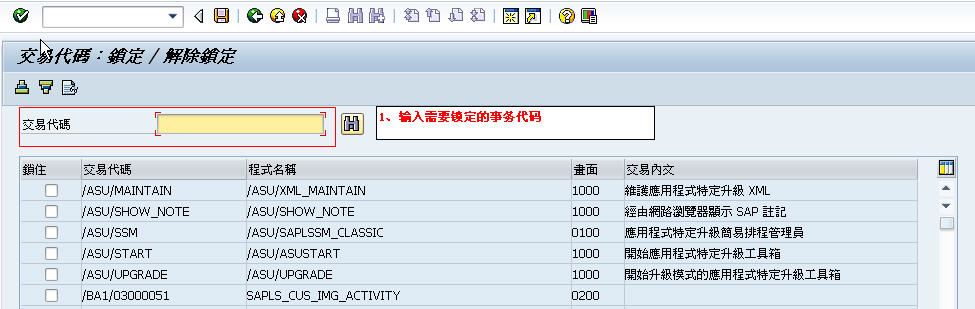 交易代碼：鎖定 / 解除鎖定
交易代碼
1、输入需要锁定的事务代码
鎖住 交易代碼 程式名稱 畫面 交易內文
/ASU/MAINTAIN /ASU/XML_MAINTAIN 1000 維護應用程式特定升級 XML
/ASU/SHOW_NOTE /ASU/SHOW_NOTE 1000 經由網路瀏覽器顯示 SAP 註記
/ASU/SSM /ASU/SAPLSSM_CLASSIC 0100 應用程式特定升級簡易排程管理員
/ASU/START /ASU/ASUSTART 1000 開始應用程式特定升級工具箱
/ASU/UPGRADE /ASU/UPGRADE 1000 開始升級模式的應用程式特定升級工具箱
/BA1/03000051 SAPLS_CUS_IMG_ACTIVITY 0200